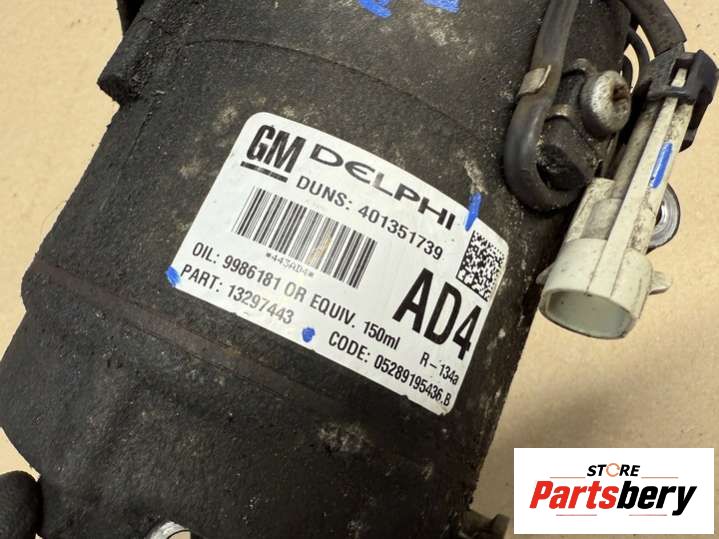 GM DELPHI
DUNS: 401351739
*443AD4*
AD4
OIL: 9986181 OR EQUIV. 150ml
R-134a
PART: 13297443
CODE: 05289195436.B
STORE
Partsbery